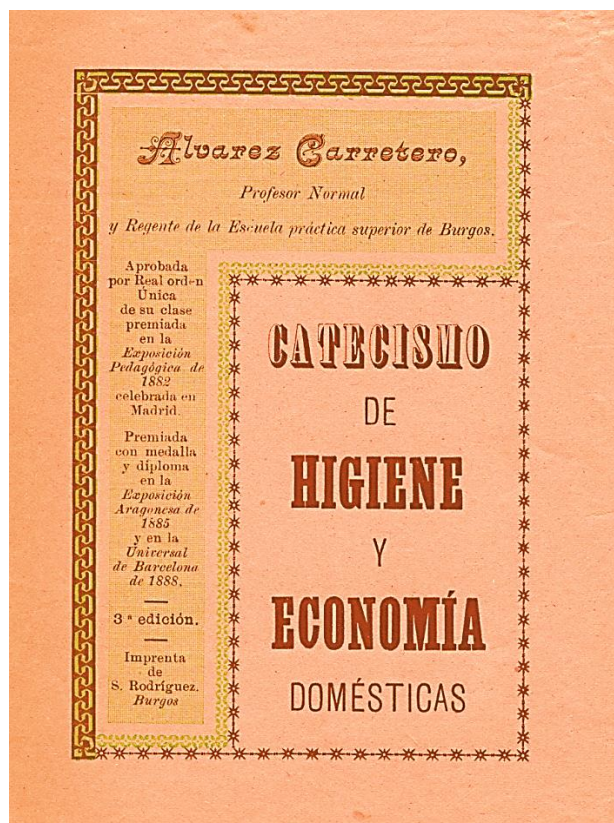 Alvarez Carretero,
Profesor Normal
y Regente de la Escuela práctica superior de Burgos.
Aprobada
por Real orden
Única
de su clase
premiada
en la
Exposición
Pedagógica de
1882
celebrada en
Madrid.
Premiada
con medalla
y diploma
en la
Exposición
Aragonesa de
1885
y en la
Universal
de Barcelona
de 1888.
3ª edición.
Imprenta
de
S. Rodríguez.
Burgos
CATECISMO
DE
HIGIENE
Y
ECONOMÍA
DOMÉSTICAS